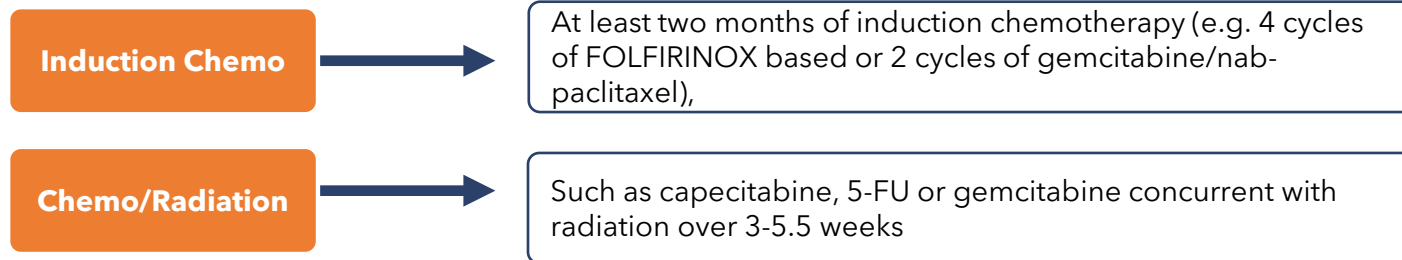 Induction Chemo
At least two months of induction chemotherapy (e.g. 4 cycles
of FOLFIRINOX based or 2 cycles of gemcitabine/nab-
paclitaxel),
Chemo/Radiation
Such as capecitabine, 5-FU or gemcitabine concurrent with
radiation over 3-5.5 weeks